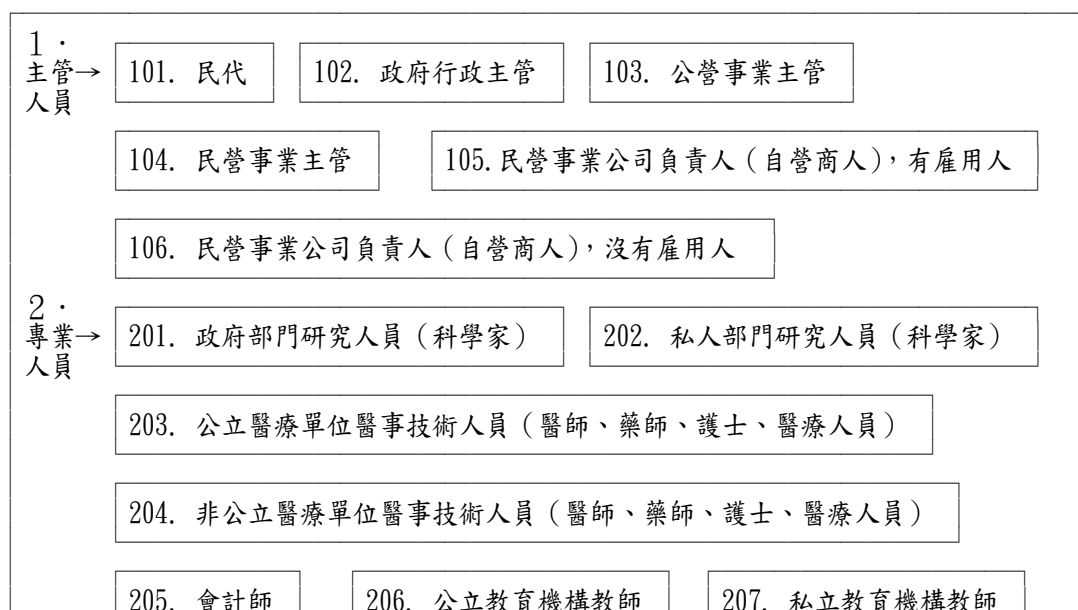 1．
主管→ 101. 民代 102. 政府行政主管 103. 公營事業主管
人員
104. 民營事業主管 105.民營事業公司負責人（自營商人），有雇用人
106. 民營事業公司負責人（自營商人），沒有雇用人
2．
專業→ 201. 政府部門研究人員（科學家） 202. 私人部門研究人員（科學家）
人員
203. 公立醫療單位醫事技術人員（醫師、藥師、護士、醫療人員）
204. 非公立醫療單位醫事技術人員（醫師、藥師、護士、醫療人員）
205. 會計師 206. 公立教育機構教師 207. 私立教育機構教師